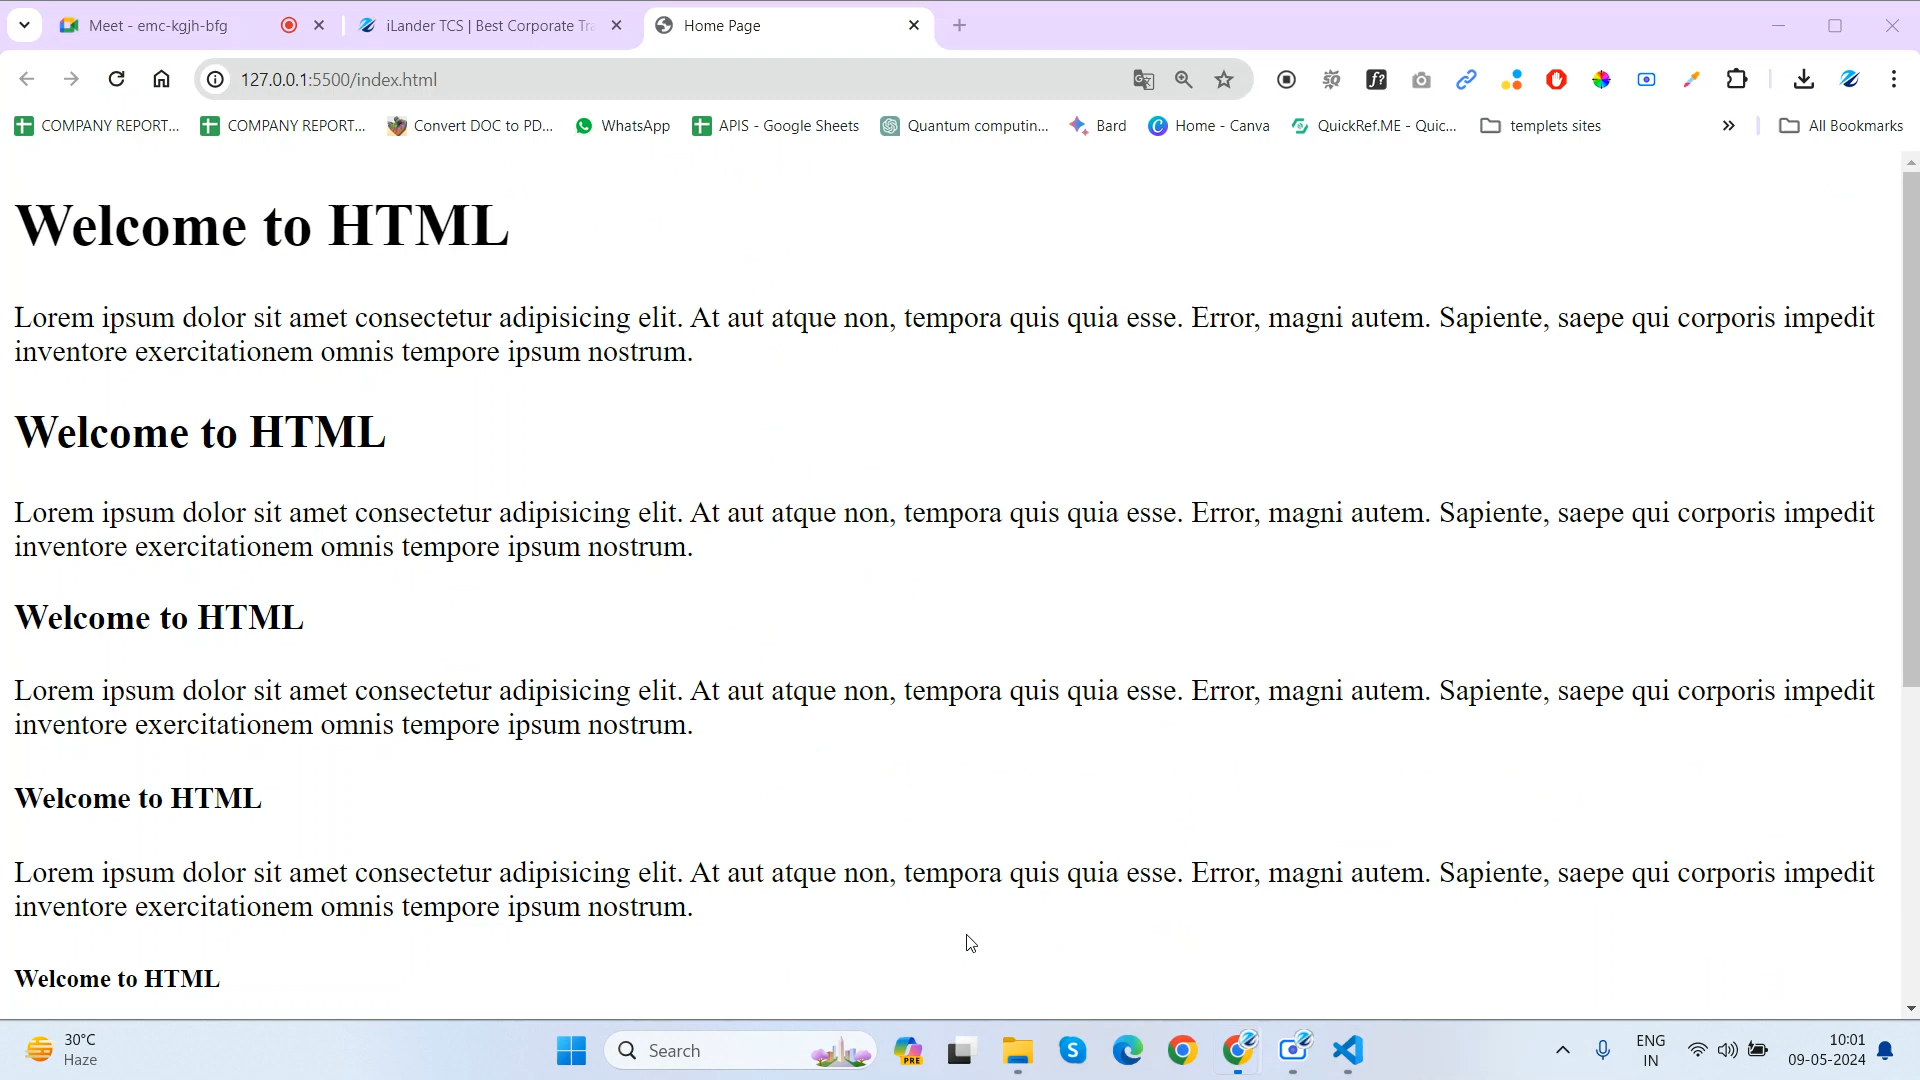 Meet - emc-kgjh-bfg
iLander TCS | Best Corporate Tra
Home Page
127.0.0.1:5500/index.html
COMPANY REPORT...
COMPANY REPORT...
Convert DOC to PD...
WhatsApp
APIS - Google Sheets
Quantum computin...
Bard
Home - Canva
QuickRef.ME - Quic...
templets sites
All Bookmarks
Welcome to HTML
Lorem ipsum dolor sit amet consectetur adipisicing elit. At aut atque non, tempora quis quia esse. Error, magni autem. Sapiente, saepe qui corporis impedit
inventore exercitationem omnis tempore ipsum nostrum.
Welcome to HTML
Lorem ipsum dolor sit amet consectetur adipisicing elit. At aut atque non, tempora quis quia esse. Error, magni autem. Sapiente, saepe qui corporis impedit
inventore exercitationem omnis tempore ipsum nostrum.
Welcome to HTML
Lorem ipsum dolor sit amet consectetur adipisicing elit. At aut atque non, tempora quis quia esse. Error, magni autem. Sapiente, saepe qui corporis impedit
inventore exercitationem omnis tempore ipsum nostrum.
Welcome to HTML
Lorem ipsum dolor sit amet consectetur adipisicing elit. At aut atque non, tempora quis quia esse. Error, magni autem. Sapiente, saepe qui corporis impedit
inventore exercitationem omnis tempore ipsum nostrum.
Welcome to HTML
30°C
Haze
Search
PRE
ENG
IN
10:01
09-05-2024